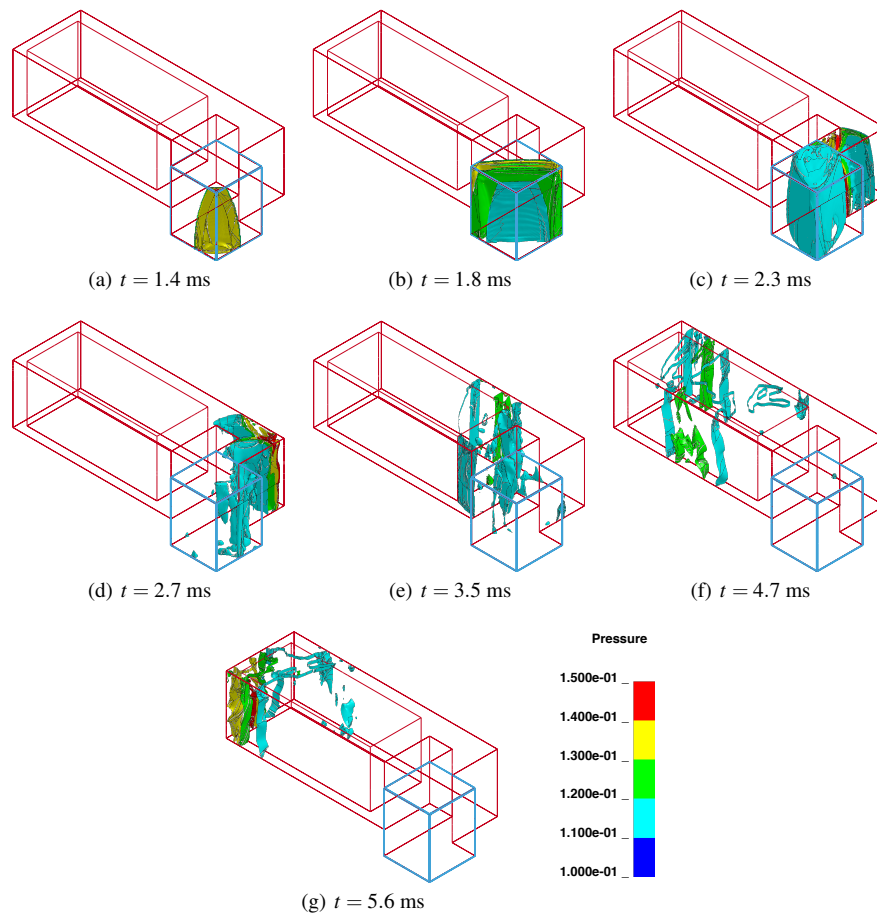 (a) t = 1.4 ms
(b) t = 1.8 ms
(c) t = 2.3 ms
(d) t = 2.7 ms
(e) t = 3.5 ms
(f) t = 4.7 ms
(g) t = 5.6 ms
Pressure
1.500e-01 _
1.400e-01 _
1.300e-01 _
1.200e-01 _
1.100e-01 _
1.000e-01 _